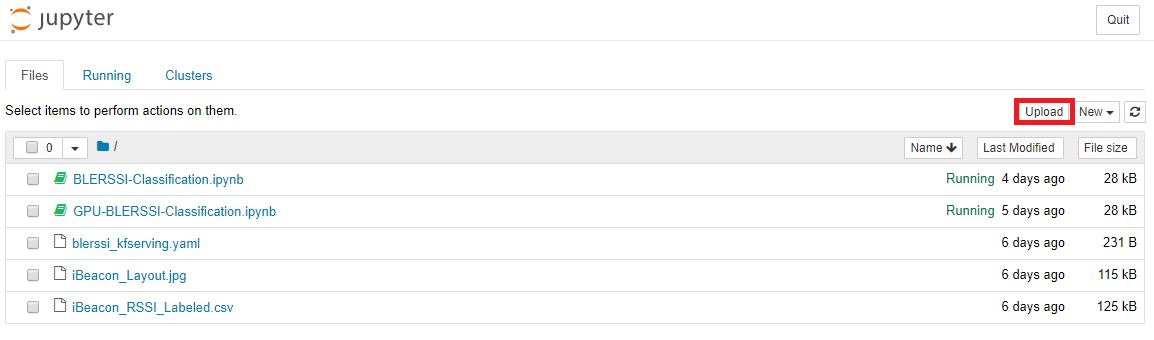 jupyter
Quit
Files Running Clusters
Select items to perform actions on them.
Upload New
0 / Name Last Modified File size
BLERSSI-Classification.ipynb Running 4 days ago 28 kB
GPU-BLERSSI-Classification.ipynb Running 5 days ago 28 kB
blerssi_kfserving.yaml 6 days ago 231 B
iBeacon_Layout.jpg 6 days ago 115 kB
iBeacon_RSSI_Labeled.csv 6 days ago 125 kB